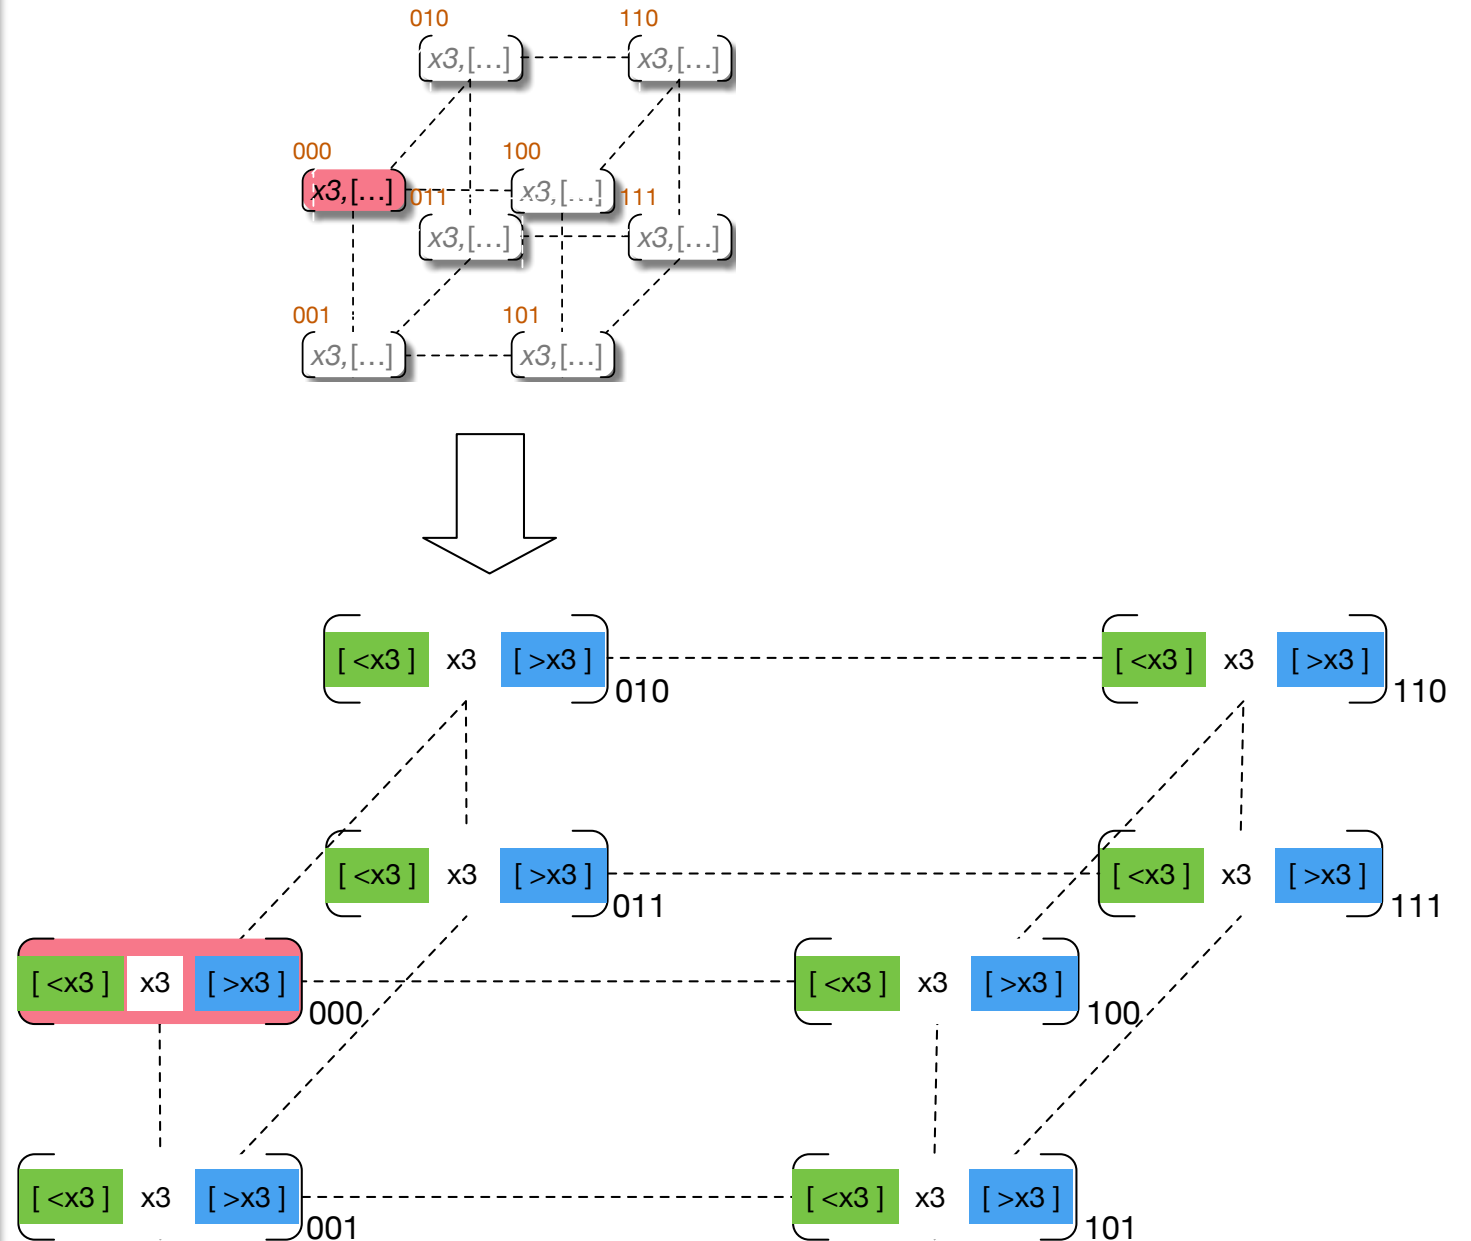 010 110
x3,[...] x3,[...]
000 100
x3,[...] 011 x3,[...] 111
x3,[...] x3,[...]
001 101
x3,[...] x3,[...]
[ <x3 ] x3 [ >x3 ] 010 [ <x3 ] x3 [ >x3 ] 110
[ <x3 ] x3 [ >x3 ] 011 [ <x3 ] x3 [ >x3 ] 111
[ <x3 ] x3 [ >x3 ] 000 [ <x3 ] x3 [ >x3 ] 100
[ <x3 ] x3 [ >x3 ] 001 [ <x3 ] x3 [ >x3 ] 101